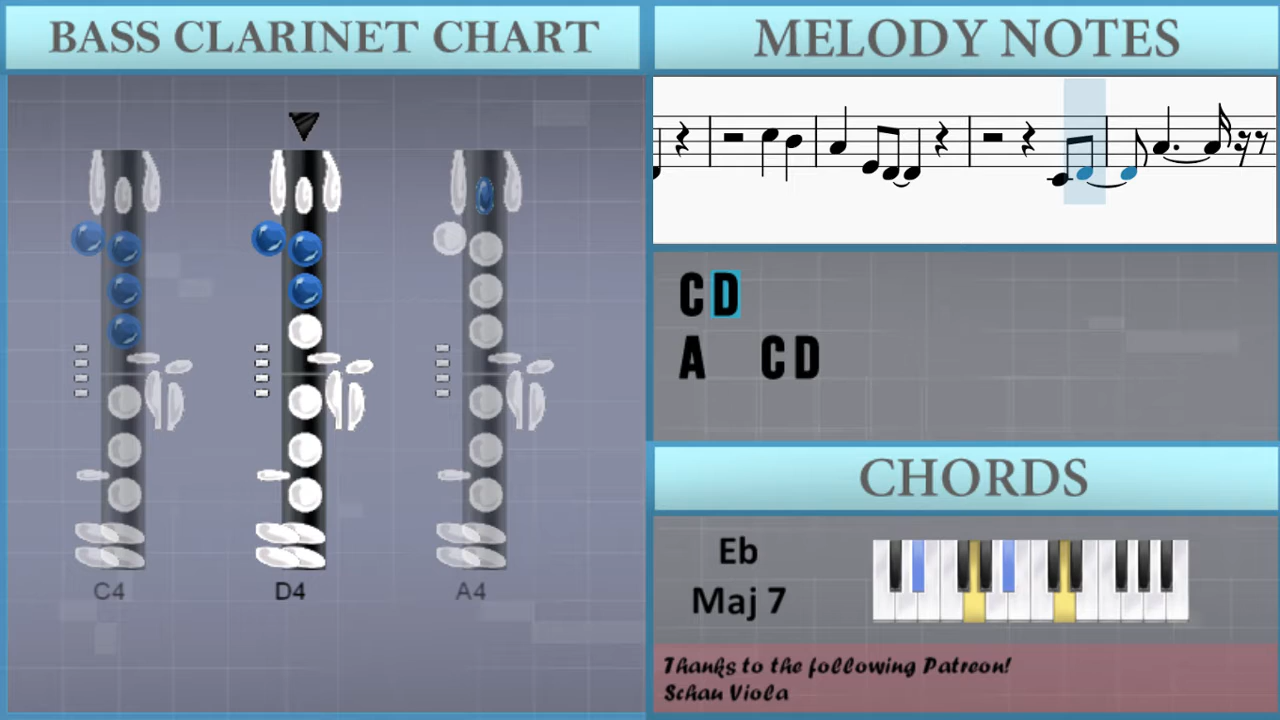 BASS CLARINET CHART
C4 D4 A4
MELODY NOTES
C D
A C D
CHORDS
Eb
Maj 7
Thanks to the following Patreon!
Schau Viola